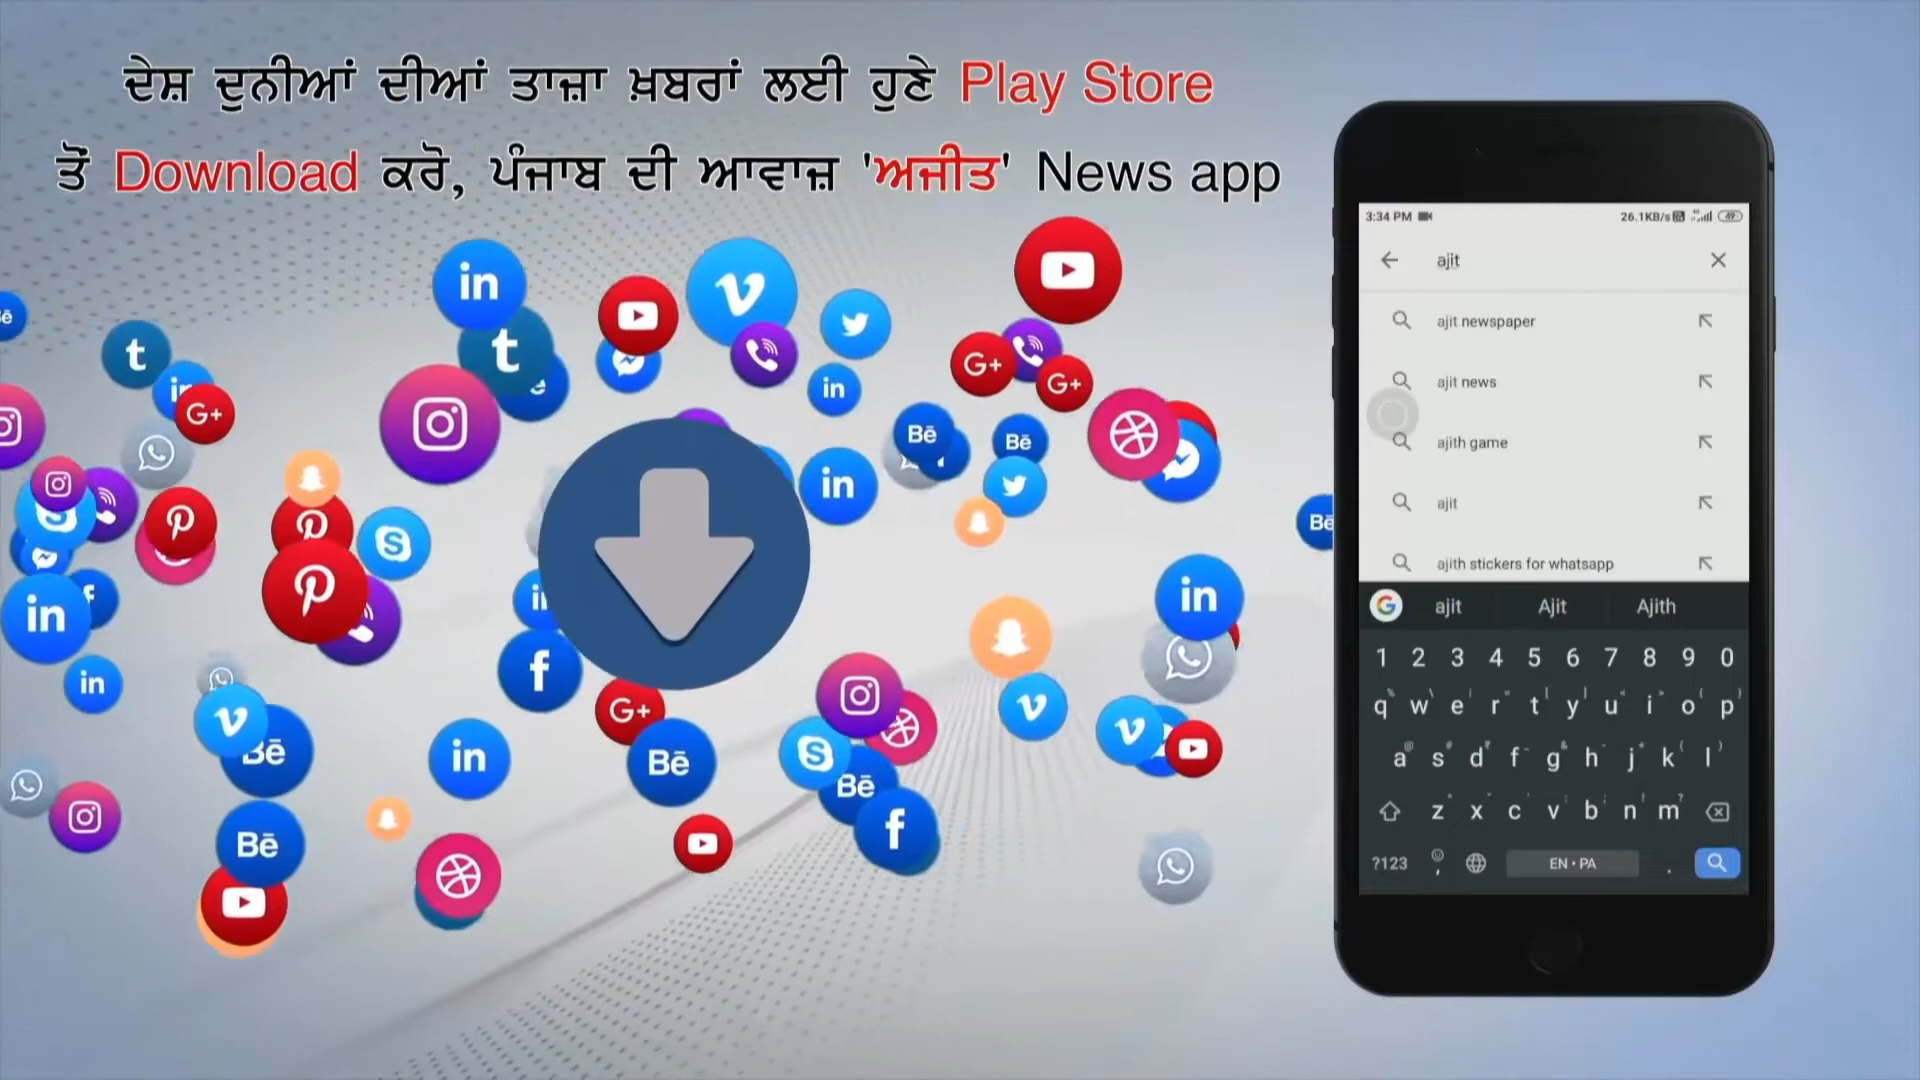 ਦੇਸ਼ ਦੁਨੀਆਂ ਦੀਆਂ ਤਾਜ਼ਾ ਖ਼ਬਰਾਂ ਲਈ ਹੁਣੇ Play Store
ਤੋਂ Download ਕਰੋ, ਪੰਜਾਬ ਦੀ ਆਵਾਜ਼ 'ਅਜੀਤ' News app
3:34 PM 26.1KB/s 4G 49
ajit
ajit newspaper
ajit news
ajith game
ajit
ajith stickers for whatsapp
ajit Ajit Ajith
1 2 3 4 5 6 7 8 9 0
q w e r t y u i o p
a s d f g h j k l
z x c v b n m
?123 , EN • PA .